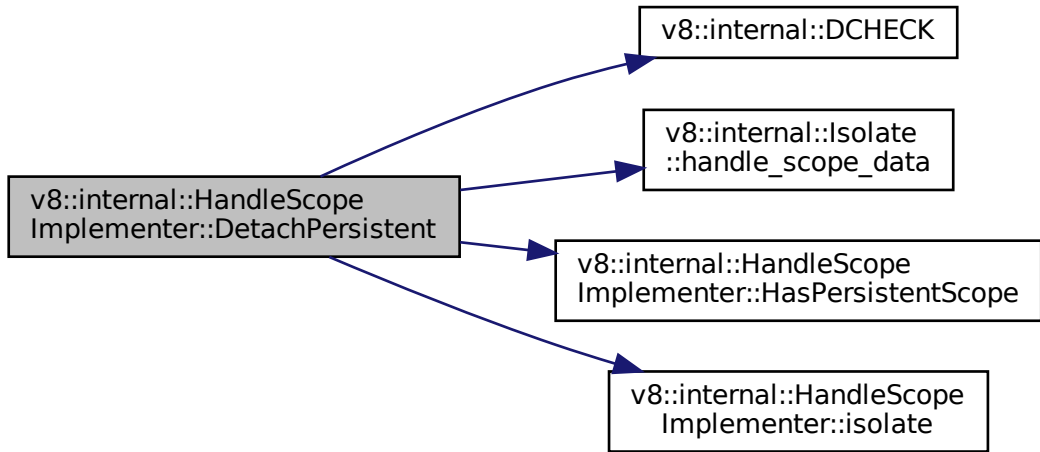 v8::internal::DCHECK
v8::internal::Isolate
::handle_scope_data
v8::internal::HandleScope
Implementer::DetachPersistent
v8::internal::HandleScope
Implementer::HasPersistentScope
v8::internal::HandleScope
Implementer::isolate